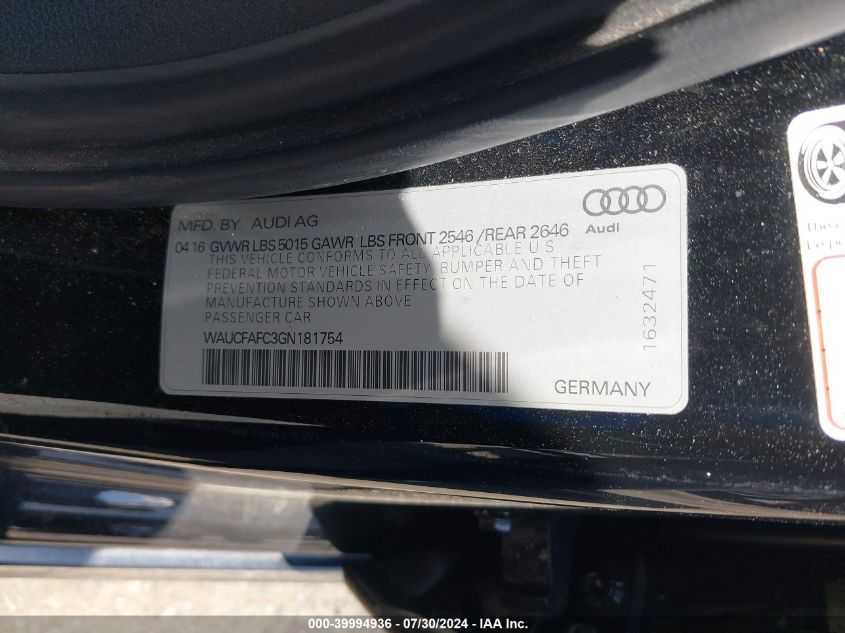 MFD. BY AUDI AG
Audi
04 16 GVWR LBS 5015 GAWR LBS FRONT 2546 /REAR 2646
THIS VEHICLE CONFORMS TO ALL APPLICABLE U.S.
FEDERAL MOTOR VEHICLE SAFETY, BUMPER AND THEFT
PREVENTION STANDARDS IN EFFECT ON THE DATE OF
MANUFACTURE SHOWN ABOVE
PASSENGER CAR
WAUCFAFC3GN181754
GERMANY
1632471
Le
000-39994936 - 07/30/2024 - IAA Inc.